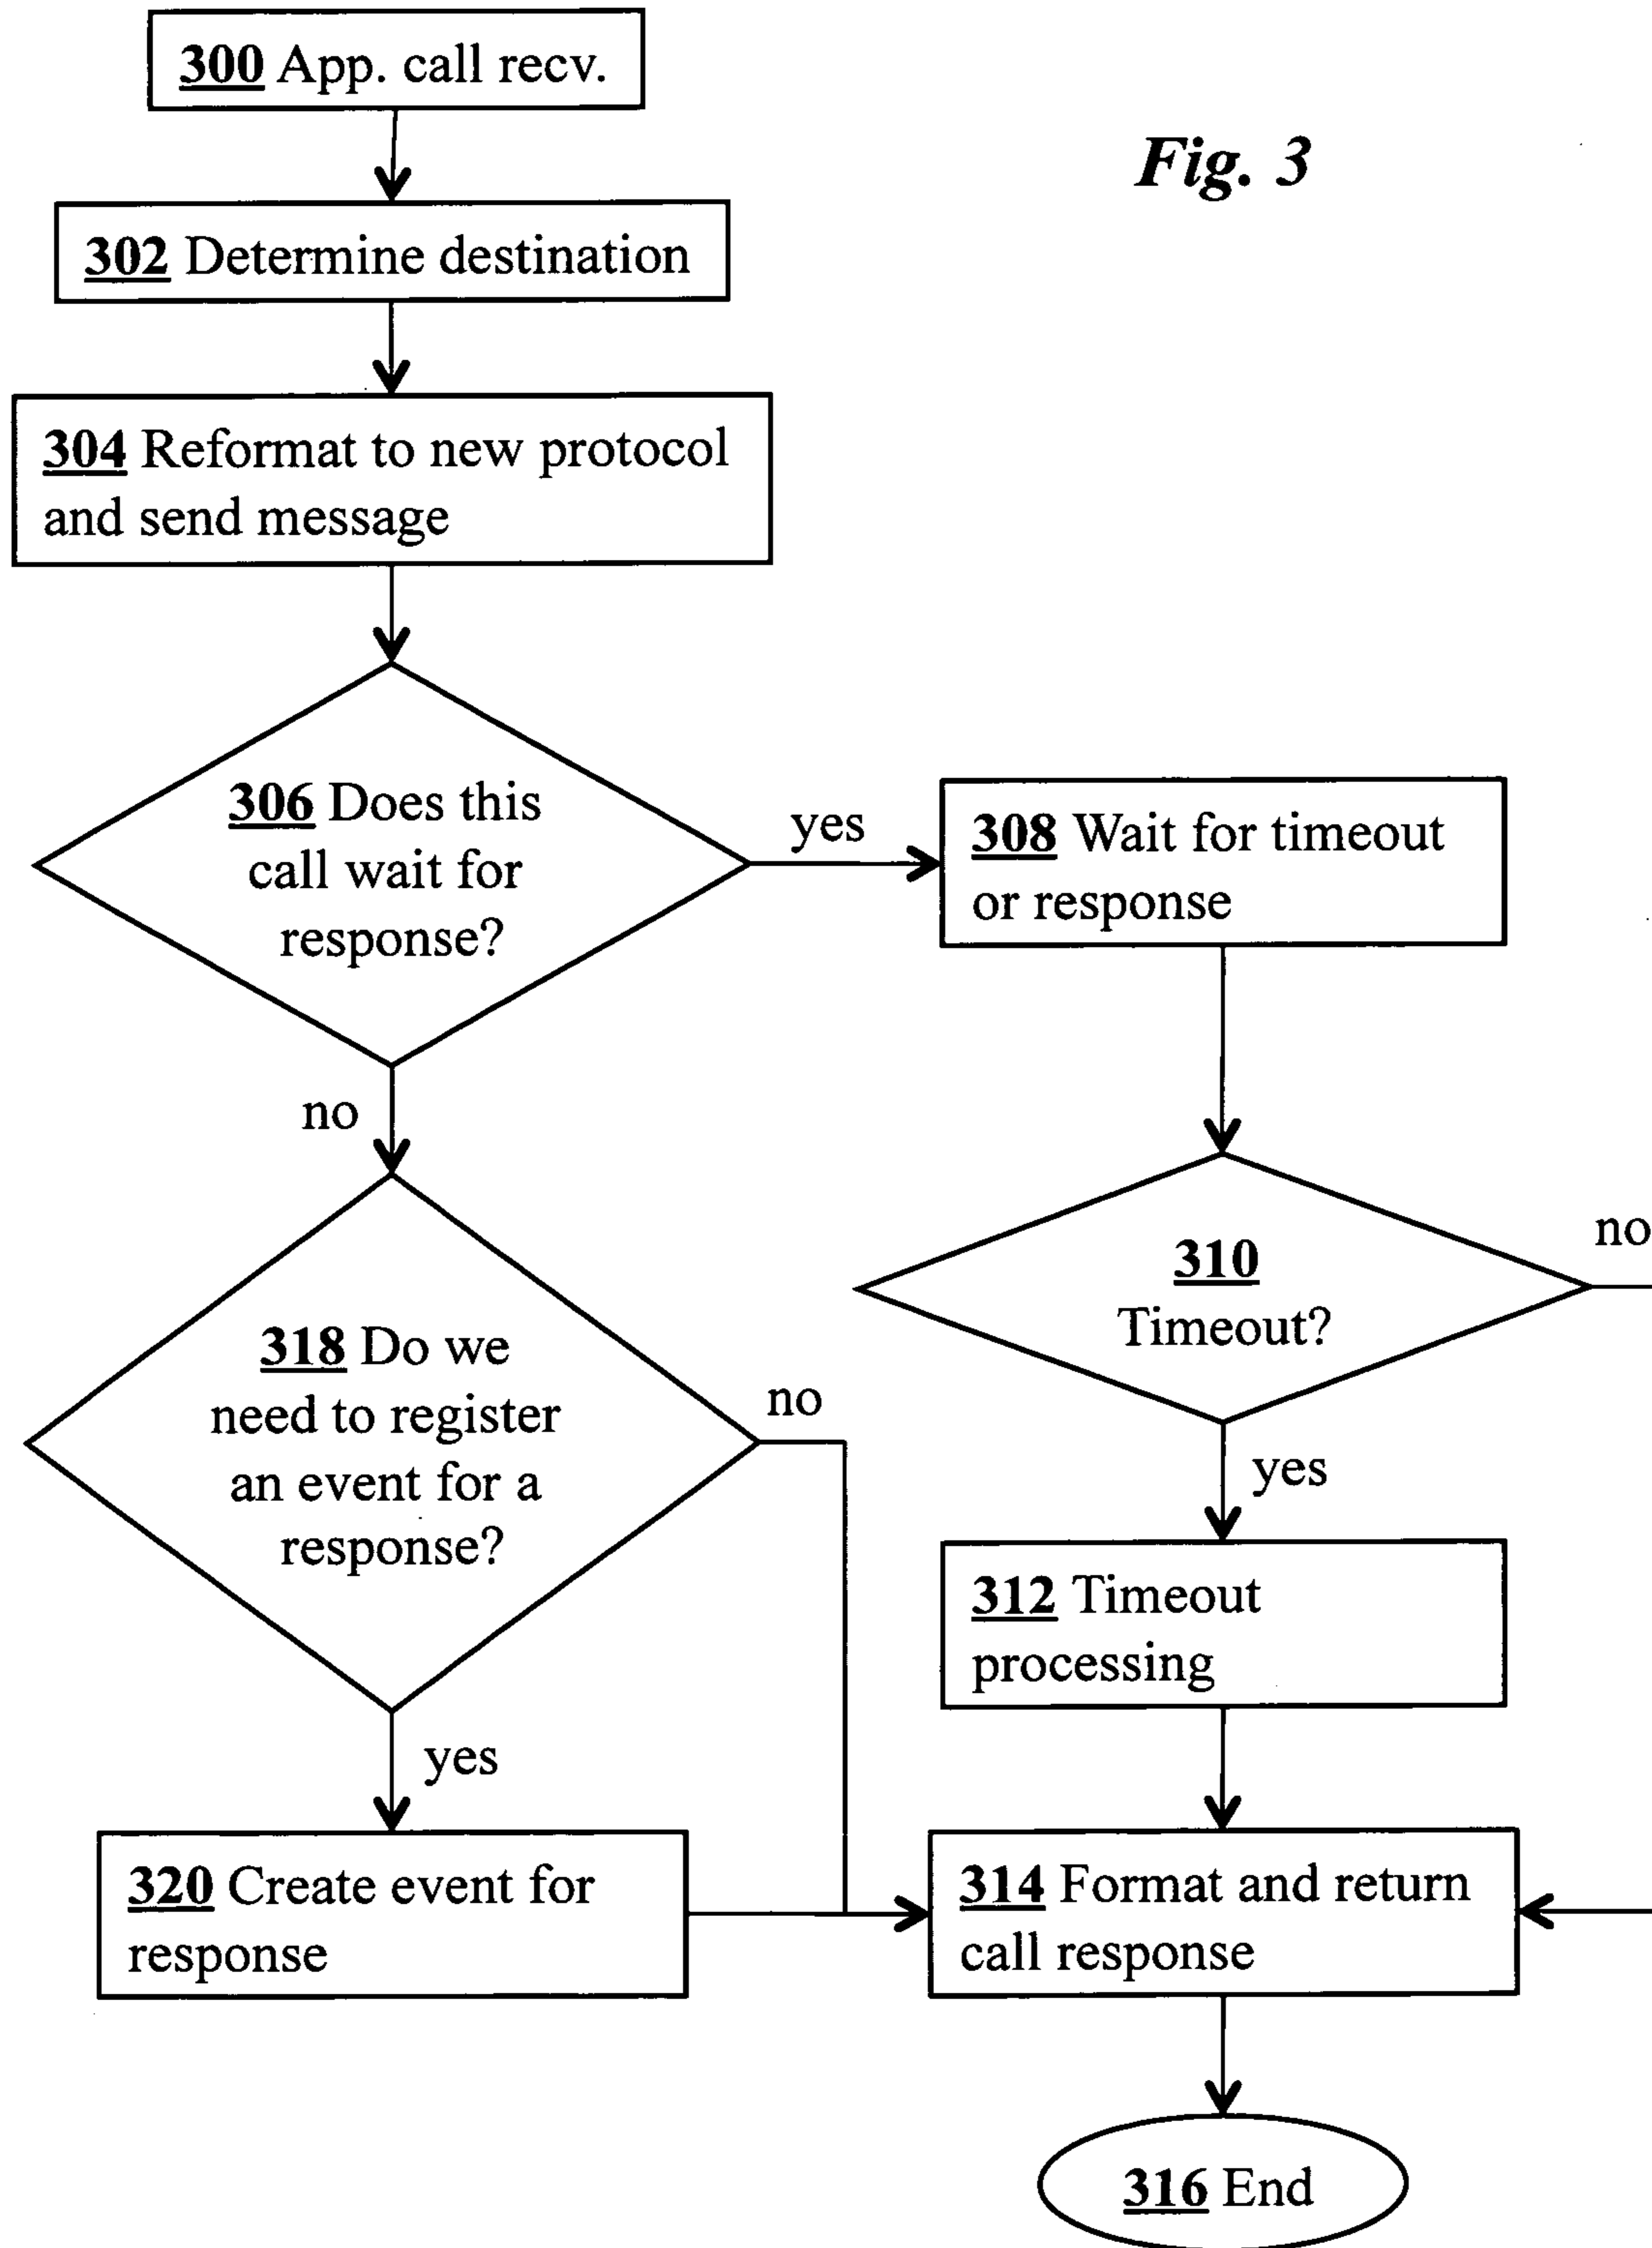 300 App. call recv.
Fig. 3
302 Determine destination
304 Reformat to new protocol
and send message
306 Does this
call wait for
response?
yes
308 Wait for timeout
or response
no
310
Timeout?
no
318 Do we
need to register
an event for a
response?
no
yes
312 Timeout
processing
yes
320 Create event for
response
314 Format and return
call response
316 End